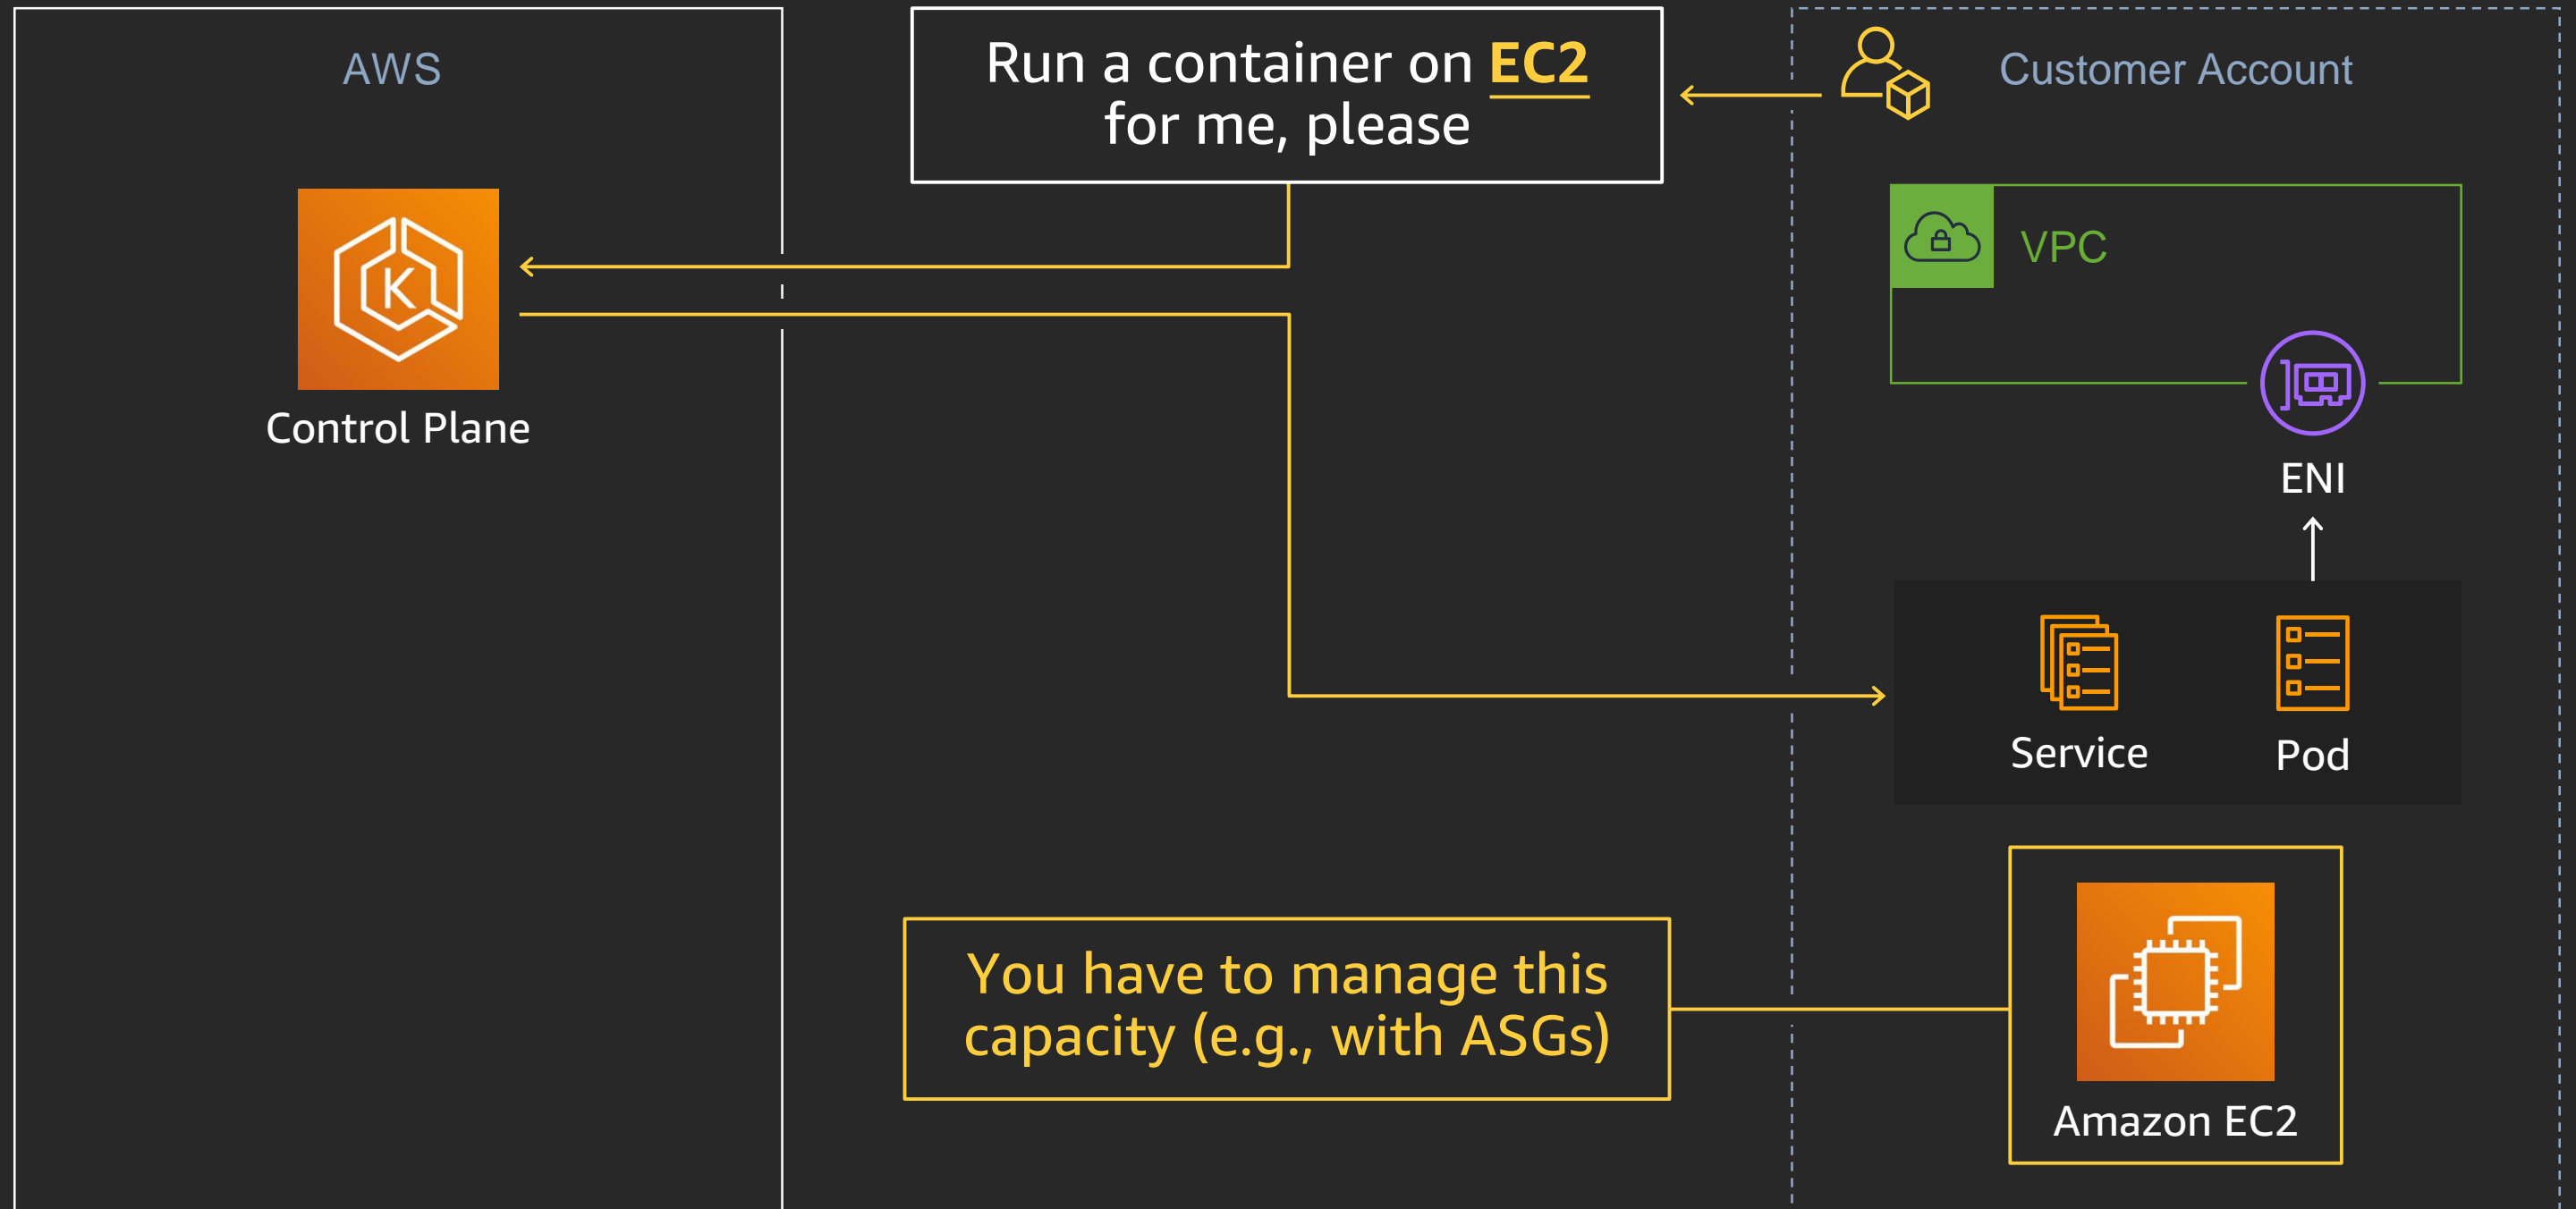 AWS
Run a container on EC2
for me, please
Customer Account
VPC
K
Control Plane
ENI
Service
Pod
You have to manage this
capacity (e.g., with ASGs)
Amazon EC2